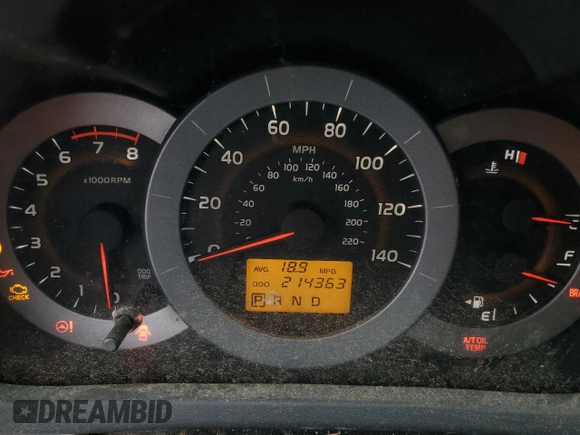 6 7 8
5
4
3
2
1
0
x1000RPM
ODO
TRIP
CHECK
0 20 40 60 80 100 120 140
MPH
20 40 60 80 100 120 140 160 180 200 220
km/h
AVG. 18.9 MPG
ODO 214363
P R N D
H
F
E
A/T OIL
TEMP
DREAMBID